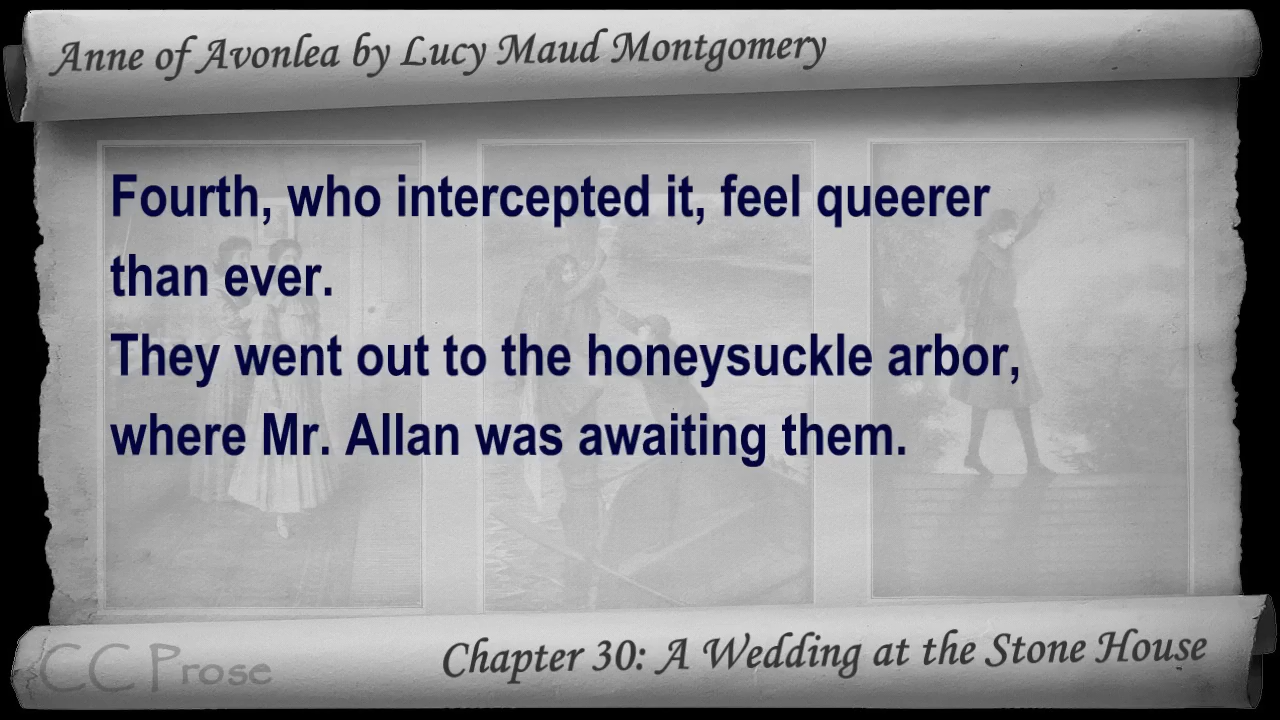 Anne of Avonlea by Lucy Maud Montgomery
Fourth, who intercepted it, feel queerer
than ever.
They went out to the honeysuckle arbor,
where Mr. Allan was awaiting them.
CC Prose
Chapter 30: A Wedding at the Stone House